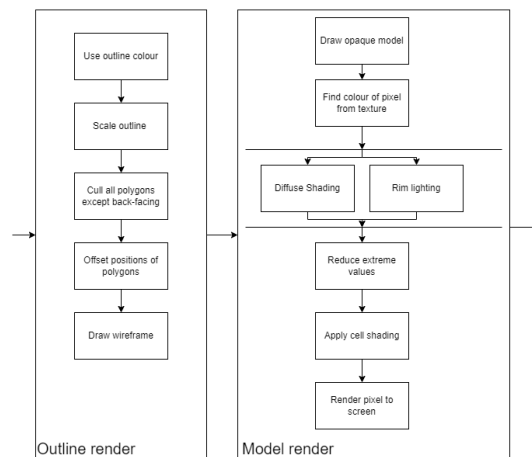 Use outline colour
Scale outline
Cull all polygons
except back-facing
Offset positions of
polygons
Draw wireframe
Outline render
Draw opaque model
Find colour of pixel
from texture
Diffuse Shading
Rim lighting
Reduce extreme
values
Apply cell shading
Render pixel to
screen
Model render